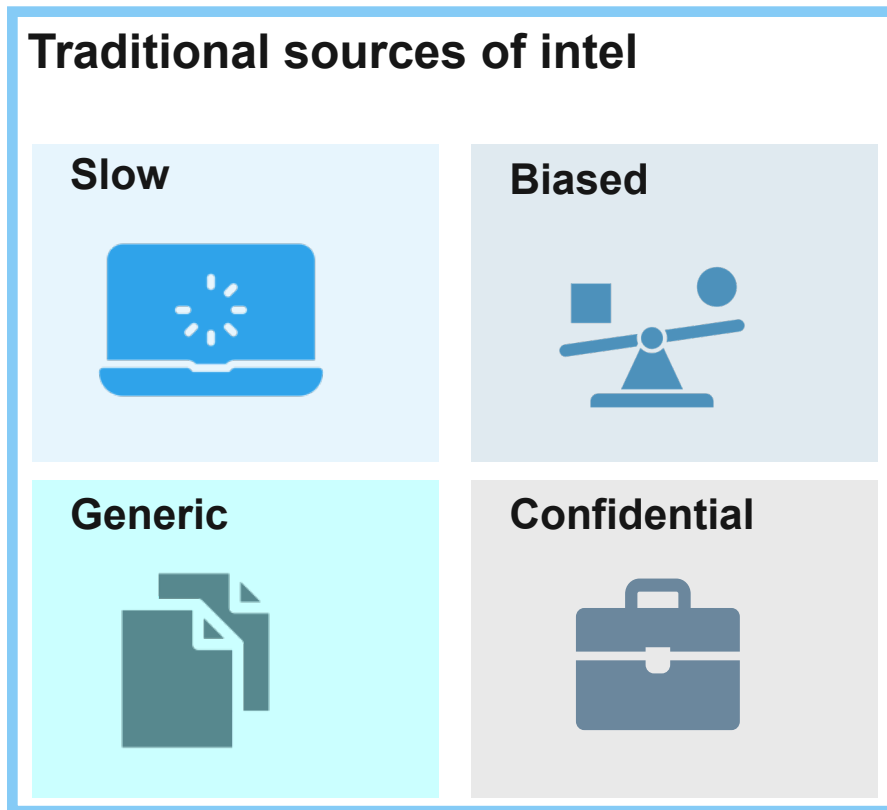 Traditional sources of intel
Slow
Biased
Generic
Confidential